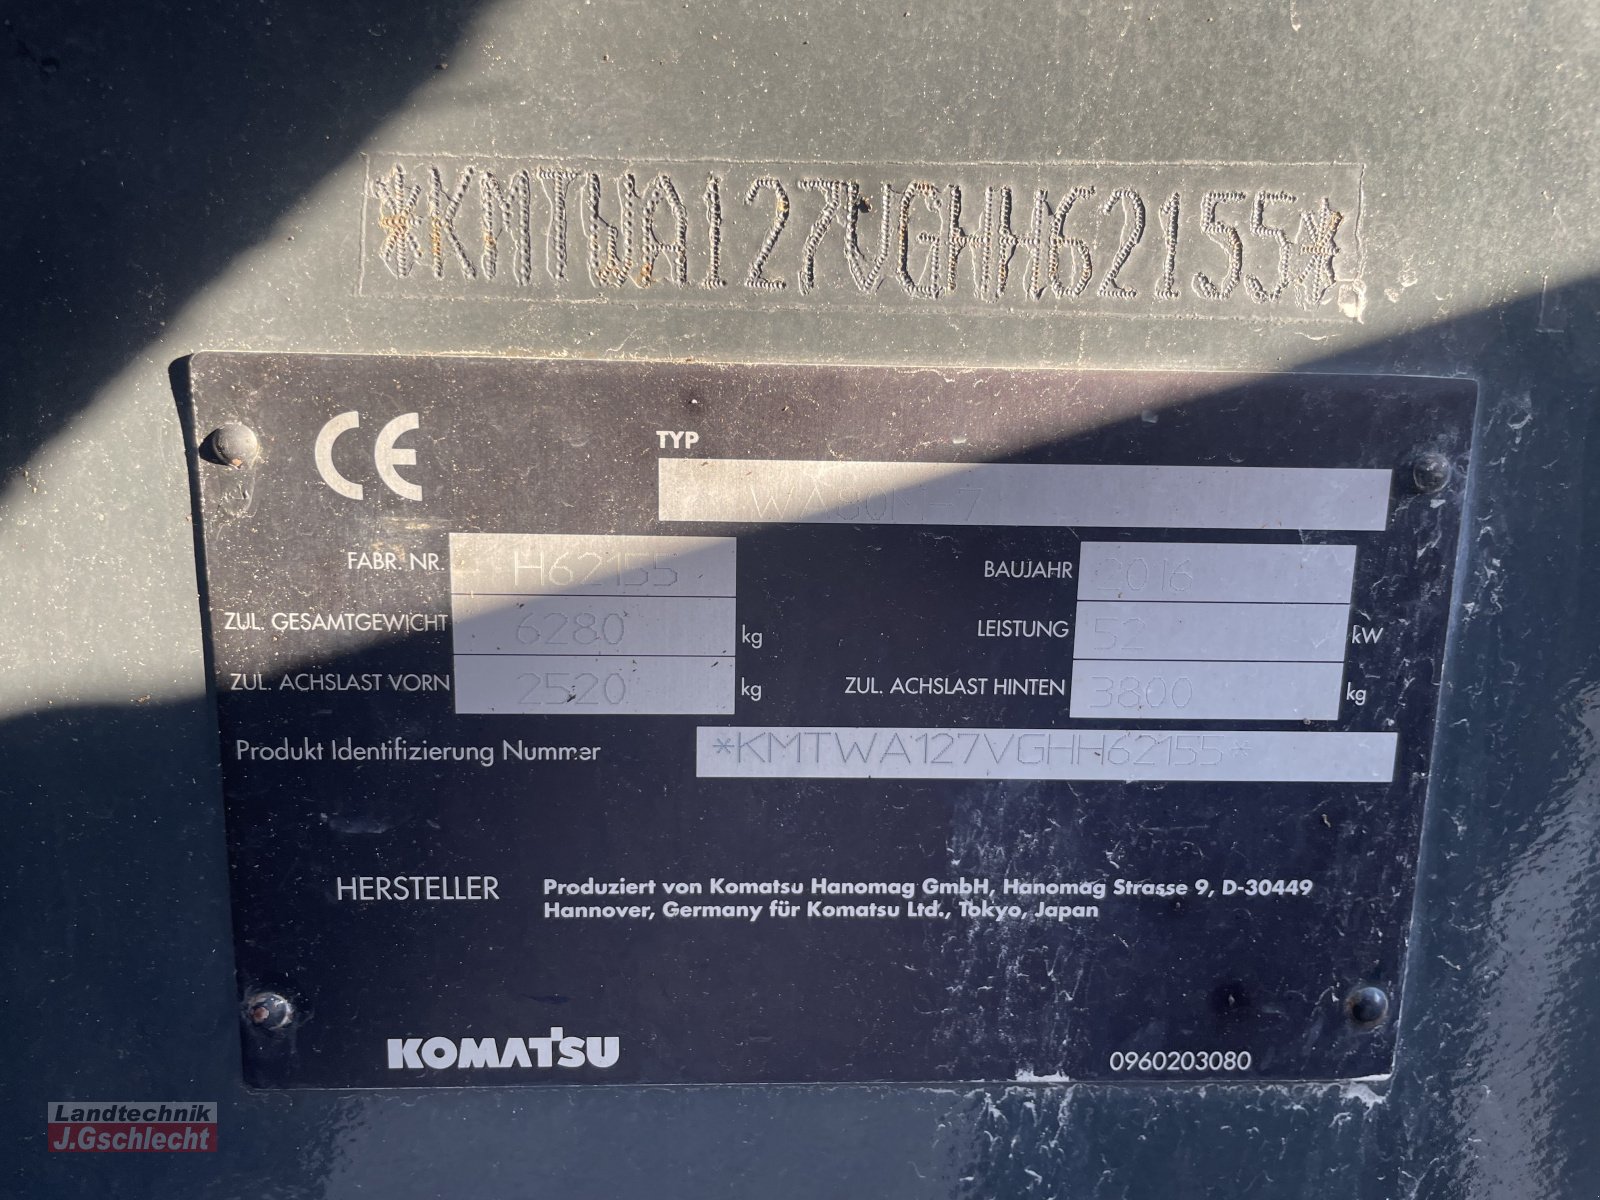 *KMTWA127VGHH62155*
CE
TYP WA80M-7
FABR. NR. H62155 BAUJAHR 2016
ZUL. GESAMTGEWICHT 6280 kg LEISTUNG 52 kW
ZUL. ACHSLAST VORN 2520 kg ZUL. ACHSLAST HINTEN 3800 kg
Produkt Identifizierung Nummer *KMTWA127VGHH62155*
HERSTELLER Produziert von Komatsu Hanomag GmbH, Hanomag Strasse 9, D-30449
Hannover, Germany für Komatsu Ltd., Tokyo, Japan
KOMATSU 0960203080
Landtechnik
J.Gschlecht